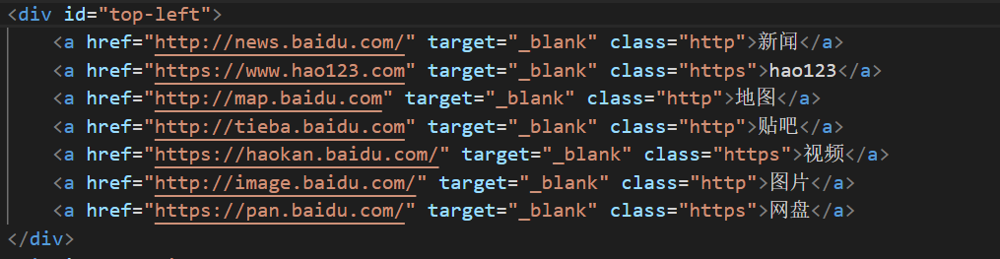 <div id="top-left">
<a href="http://news.baidu.com/" target="_blank" class="http">新闻</a>
<a href="https://www.hao123.com" target="_blank" class="https">hao123</a>
<a href="http://map.baidu.com" target="_blank" class="http">地图</a>
<a href="http://tieba.baidu.com" target="_blank" class="http">贴吧</a>
<a href="https://haokan.baidu.com/" target="_blank" class="https">视频</a>
<a href="http://image.baidu.com/" target="_blank" class="http">图片</a>
<a href="https://pan.baidu.com/" target="_blank" class="https">网盘</a>
</div>